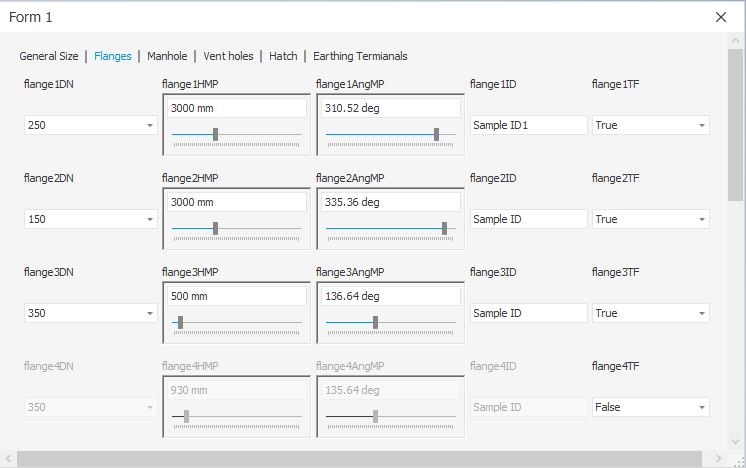 Form 1
General Size | Flanges | Manhole | Vent holes | Hatch | Earthing Termianals
flange1DN flange1HMP flange1AngMP flange1ID flange1TF
3000 mm 310.52 deg
250 Sample ID1 True
flange2DN flange2HMP flange2AngMP flange2ID flange2TF
3000 mm 335.36 deg
150 Sample ID True
flange3DN flange3HMP flange3AngMP flange3ID flange3TF
500 mm 136.64 deg
350 Sample ID True
flange4DN flange4HMP flange4AngMP flange4ID flange4TF
930 mm 135.64 deg
350 Sample ID False